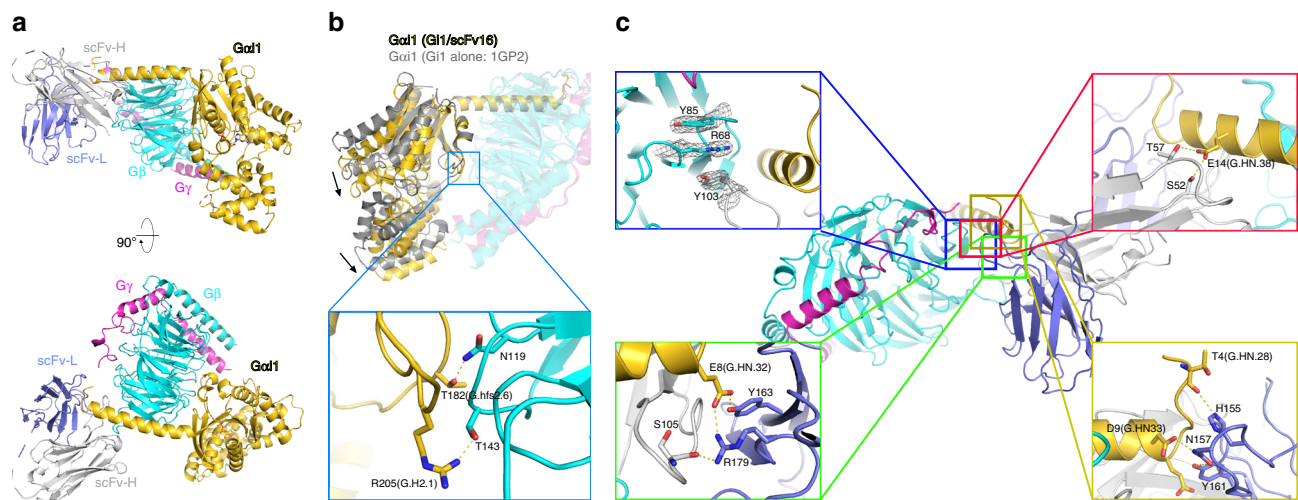 a
scFv-H
Gαi1
scFv-L
Gβ
Gγ
90°
Gγ
Gβ
scFv-L
Gαi1
scFv-H
b
Gαi1 (Gi1/scFv16)
Gαi1 (Gi1 alone: 1GP2)
N119
T182(G.hfs2.6)
T143
R205(G.H2.1)
c
Y85
R68
Y103
T57
E14(G.HN.38)
S52
E8(G.HN.32)
Y163
S105
R179
T4(G.HN.28)
H155
D9(G.HN33)
N157
Y161